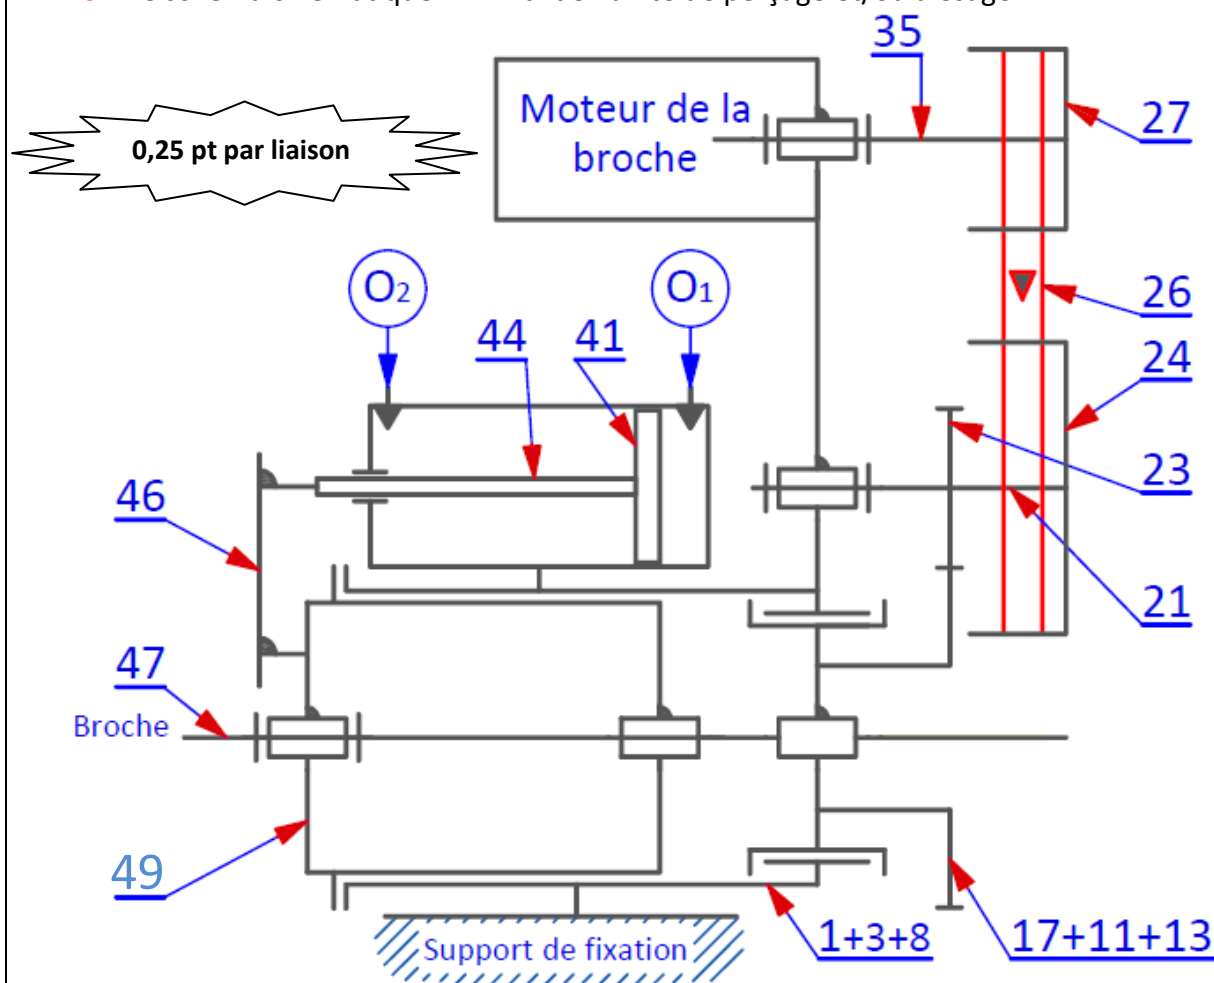 35
Moteur de la
broche
27
0,25 pt par liaison
O2
O1
26
44
41
24
23
46
21
47
Broche
49
1+3+8
17+11+13
Support de fixation